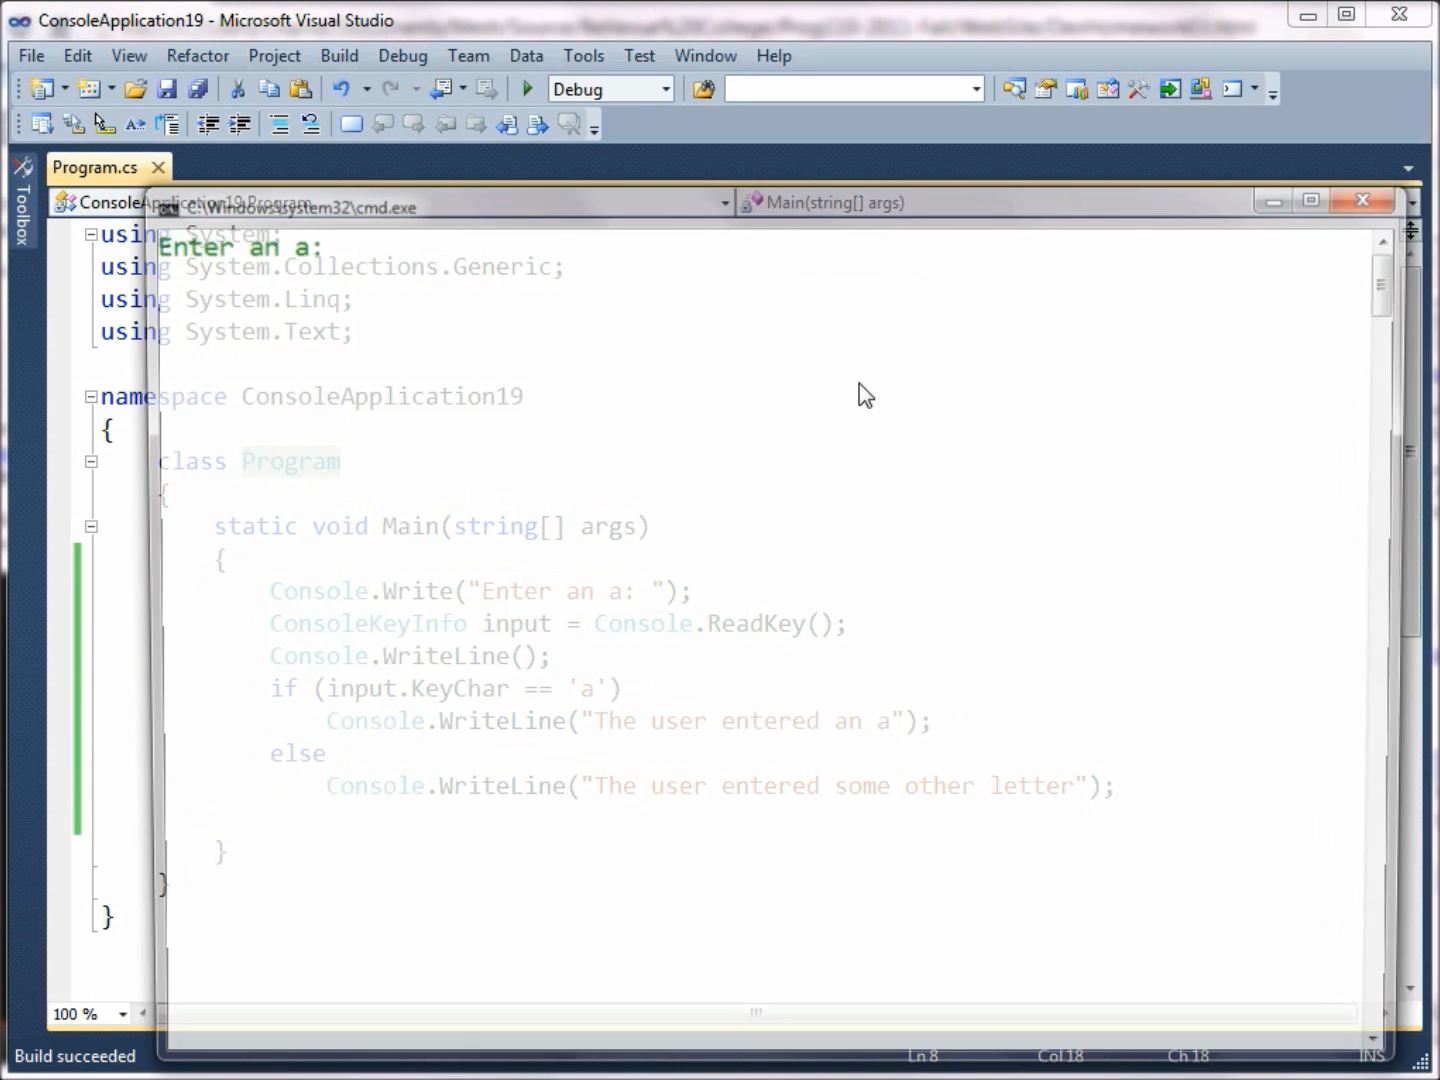 ConsoleApplication19 - Microsoft Visual Studio
File Edit View Refactor Project Build Debug Team Data Tools Test Window Help
Debug
Program.cs
Toolbox
ConsoleApplication19.Program
Main(string[] args)
C:\Windows\system32\cmd.exe
Enter an a:
using System;
using System.Collections.Generic;
using System.Linq;
using System.Text;
namespace ConsoleApplication19
{
class Program
{
static void Main(string[] args)
{
Console.Write("Enter an a: ");
ConsoleKeyInfo input = Console.ReadKey();
Console.WriteLine();
if (input.KeyChar == 'a')
Console.WriteLine("The user entered an a");
else
Console.WriteLine("The user entered some other letter");
}
}
}
100 %
Build succeeded Ln 8 Col 18 Ch 18 INS